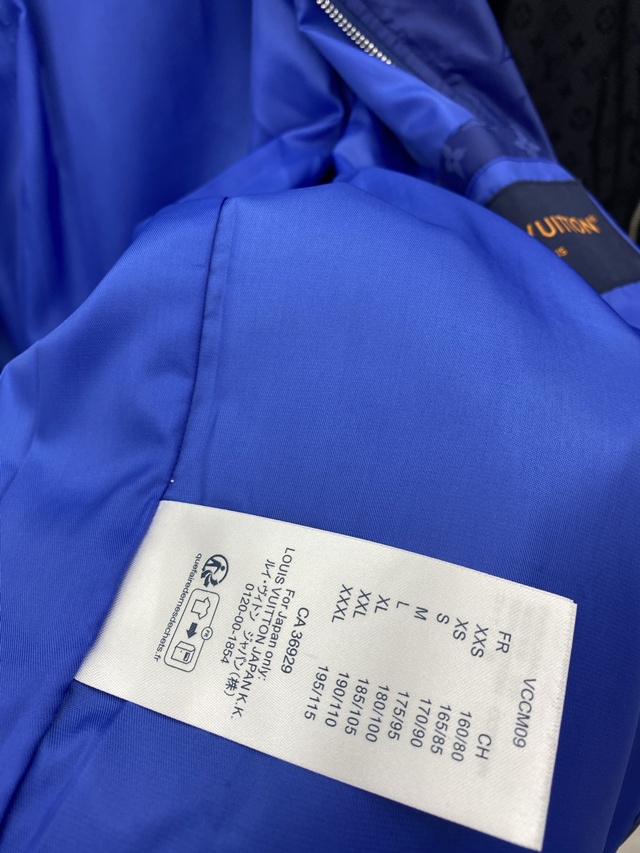 VUITTON®
VCCM09
FR CH
XXS 160/80
XS 165/85
S 170/90
M 175/95
L 180/100
XL 185/105
XXL 190/110
XXXL 195/115
CA 36929
For Japan only:
LOUIS VUITTON JAPAN K.K.
ルイ・ヴィトン ジャパン(株)
0120-00-1854
FR
quefairedemesdechets.fr